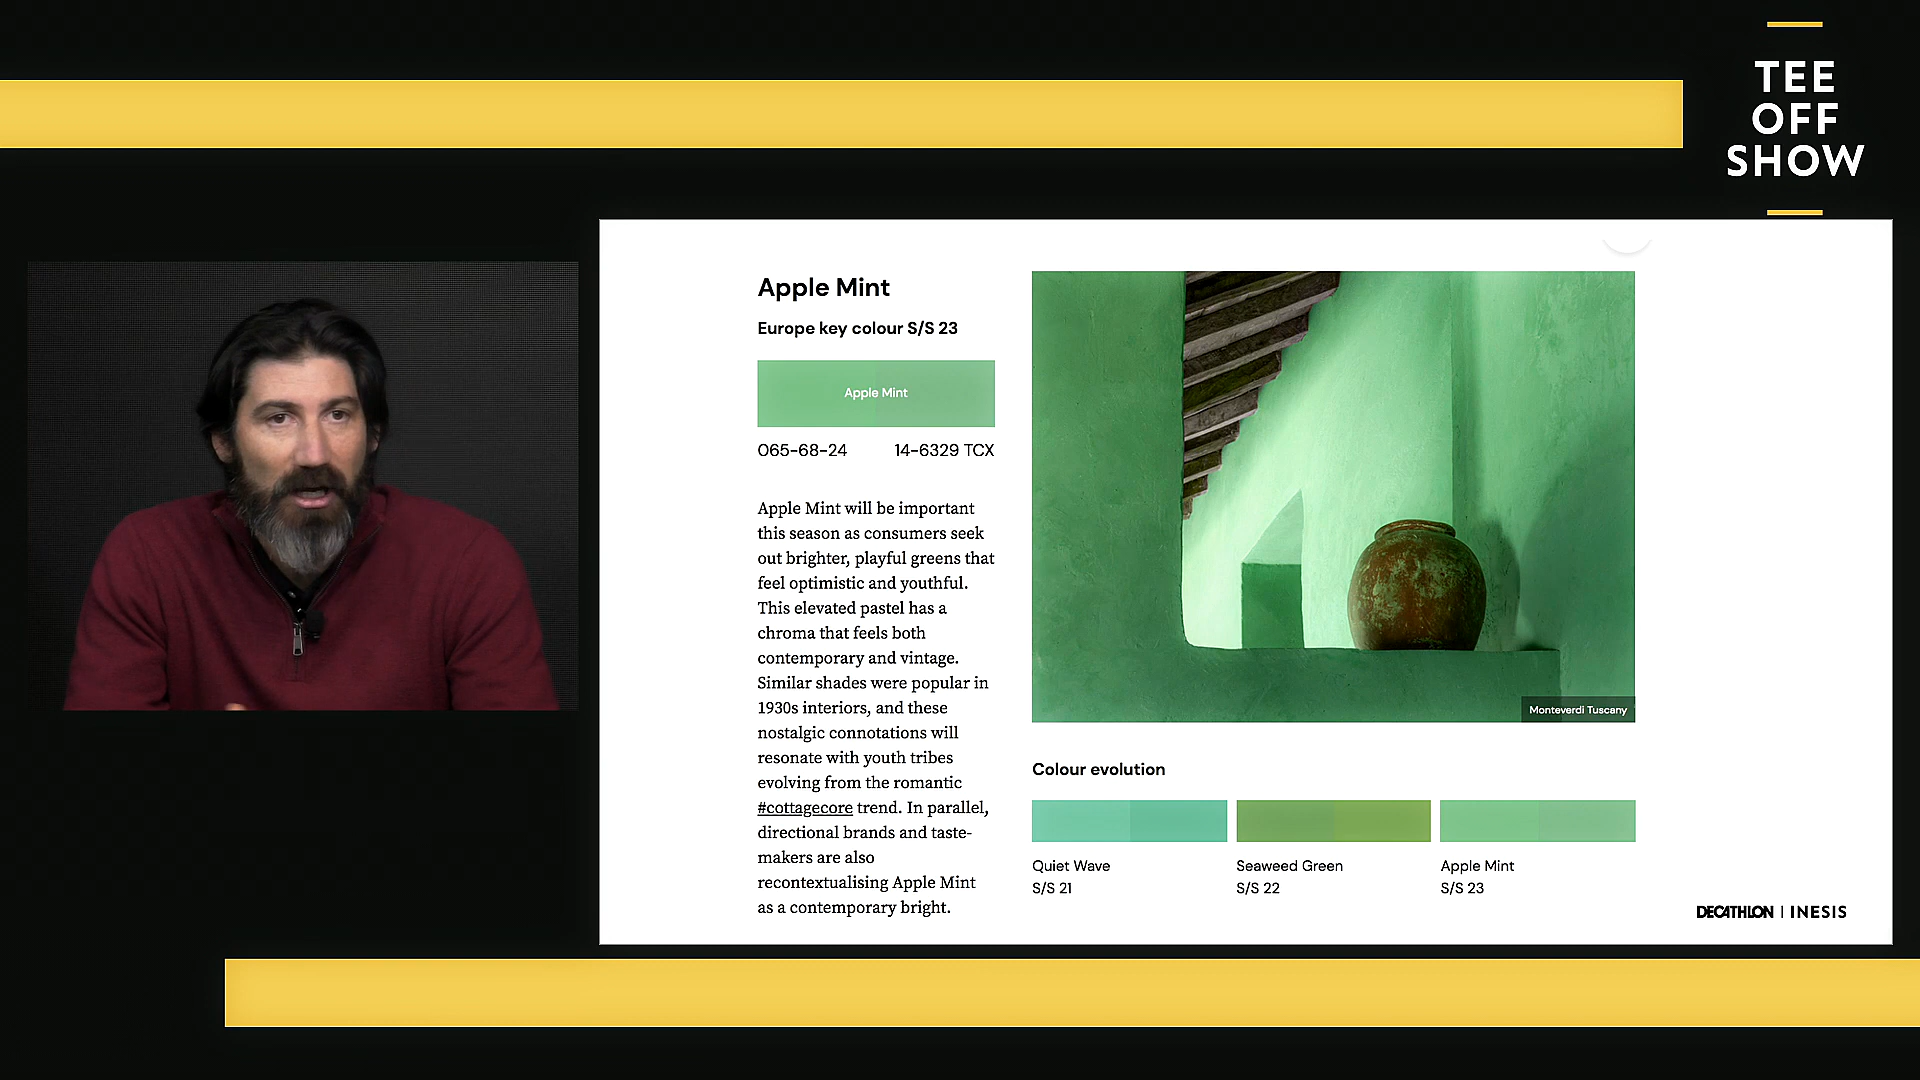 TEE
OFF
SHOW
Apple Mint
Europe key colour S/S 23
Apple Mint
065-68-24 14-6329 TCX
Apple Mint will be important
this season as consumers seek
out brighter, playful greens that
feel optimistic and youthful.
This elevated pastel has a
chroma that feels both
contemporary and vintage.
Similar shades were popular in
1930s interiors, and these
nostalgic connotations will
resonate with youth tribes
evolving from the romantic
#cottagecore trend. In parallel,
directional brands and taste-
makers are also
recontextualising Apple Mint
as a contemporary bright.
Monteverdi Tuscany
Colour evolution
Quiet Wave
S/S 21
Seaweed Green
S/S 22
Apple Mint
S/S 23
DECATHLON | INESIS